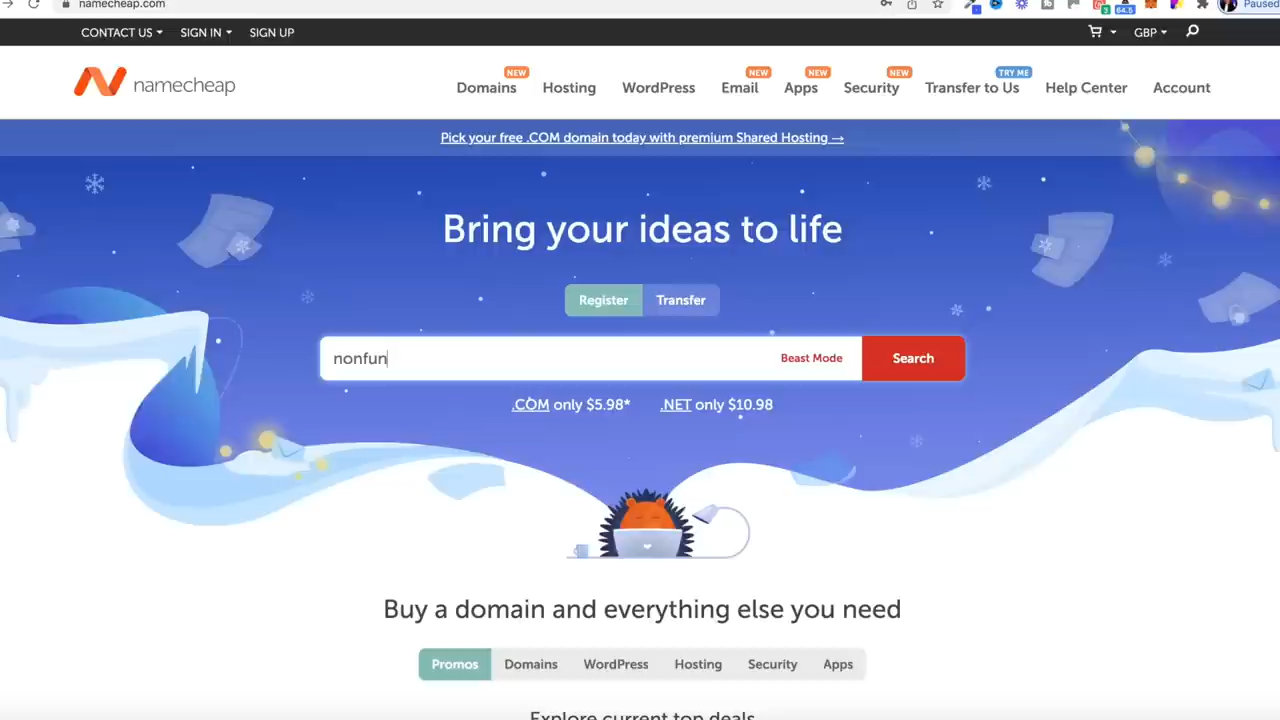 namecheap.com
Paused
64.5
CONTACT US SIGN IN SIGN UP GBP
NEW NEW NEW NEW TRY ME
namecheap Domains Hosting WordPress Email Apps Security Transfer to Us Help Center Account
Pick your free .COM domain today with premium Shared Hosting →
Bring your ideas to life
Register Transfer
nonfun Beast Mode Search
.COM only $5.98* .NET only $10.98
Buy a domain and everything else you need
Promos Domains WordPress Hosting Security Apps
Explore current top deals